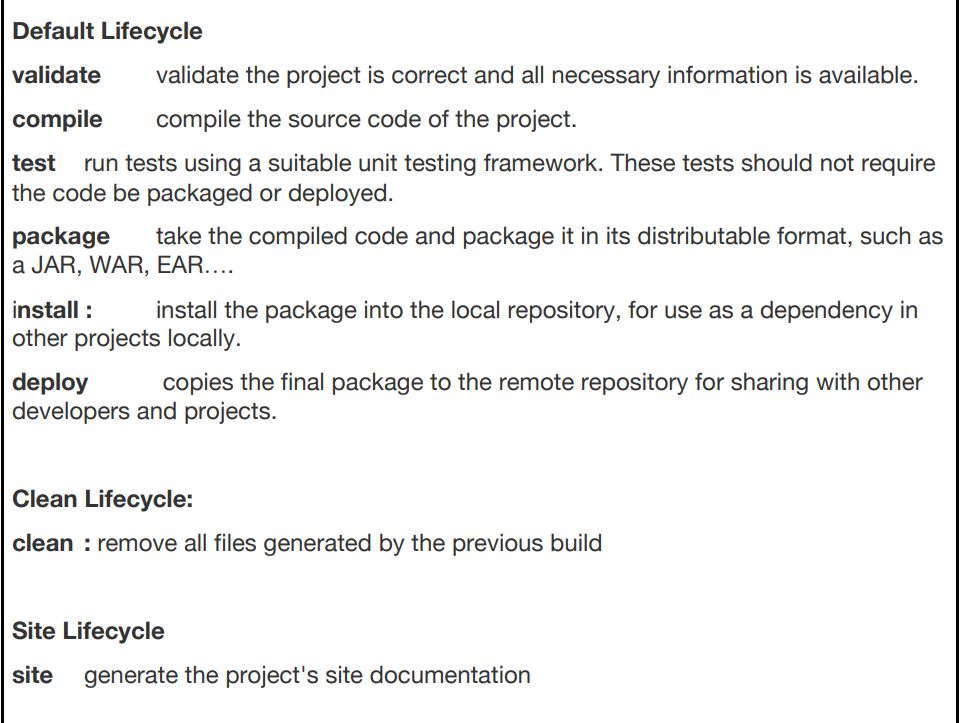 Default Lifecycle
validate validate the project is correct and all necessary information is available.
compile compile the source code of the project.
test run tests using a suitable unit testing framework. These tests should not require
the code be packaged or deployed.
package take the compiled code and package it in its distributable format, such as
a JAR, WAR, EAR….
install : install the package into the local repository, for use as a dependency in
other projects locally.
deploy copies the final package to the remote repository for sharing with other
developers and projects.
Clean Lifecycle:
clean : remove all files generated by the previous build
Site Lifecycle
site generate the project's site documentation